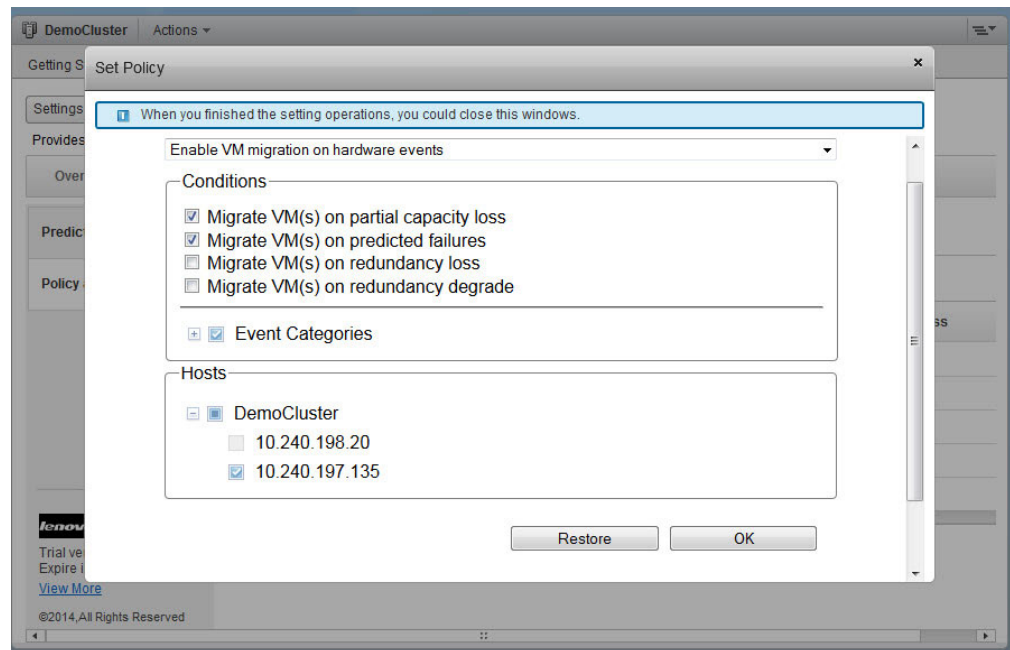 DemoCluster Actions
Getting S
Set Policy
×
Settings
When you finished the setting operations, you could close this windows.
Provides
Enable VM migration on hardware events
Over
Conditions
Migrate VM(s) on partial capacity loss
Predic
Migrate VM(s) on predicted failures
Migrate VM(s) on redundancy loss
Policy
Migrate VM(s) on redundancy degrade
ss
Event Categories
Hosts
DemoCluster
10.240.198.20
10.240.197.135
lenov
Restore OK
Trial ve
Expire i
View More
©2014,All Rights Reserved